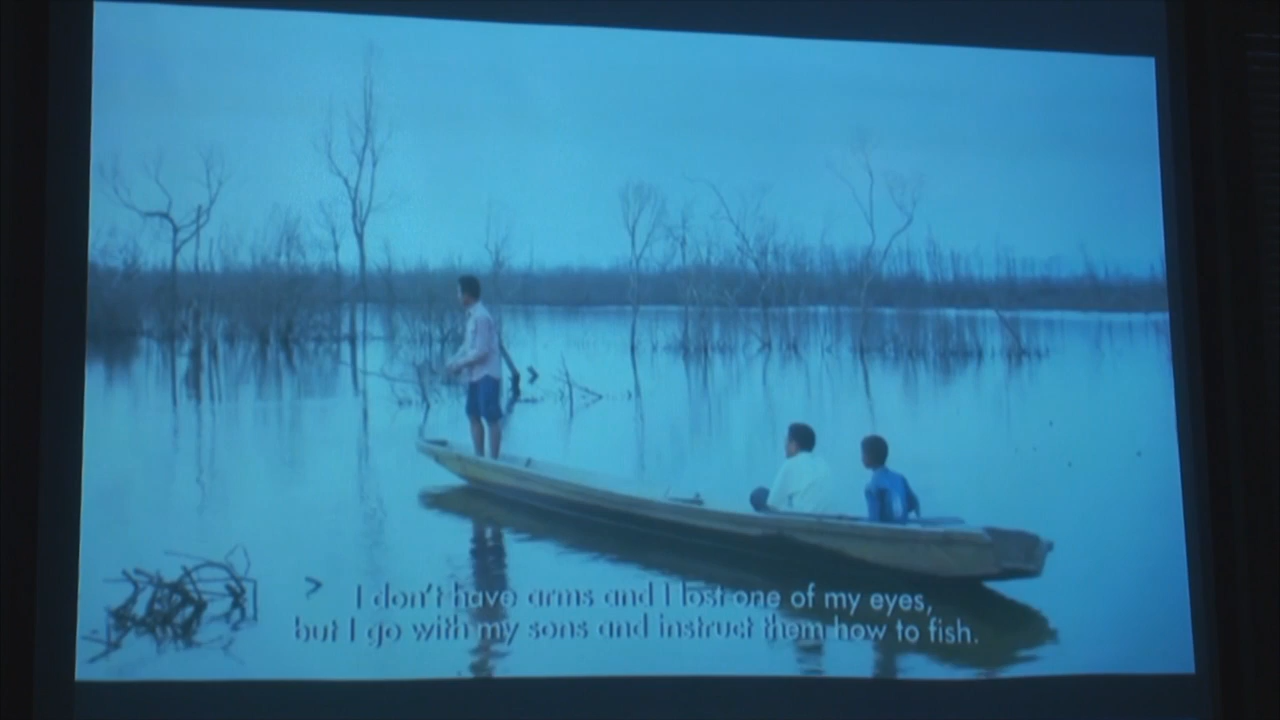 I don't have arms and I lost one of my eyes,
but I go with my sons and instruct them how to fish.